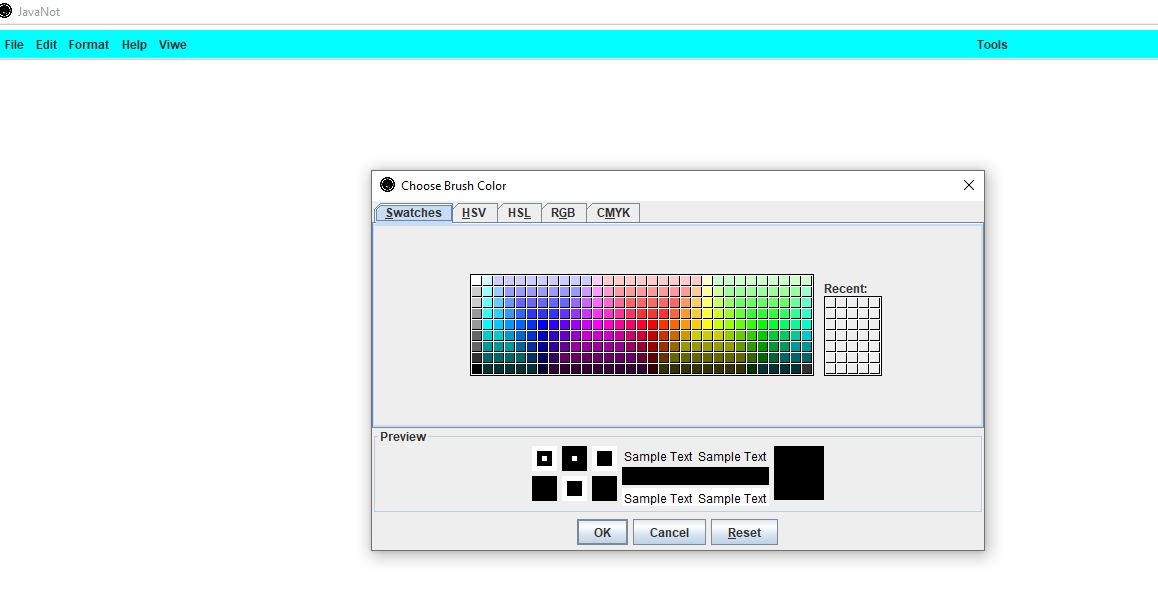 JavaNot
File Edit Format Help Viwe Tools
Choose Brush Color
Swatches HSV HSL RGB CMYK
Recent:
Preview
Sample Text Sample Text
Sample Text Sample Text
OK Cancel Reset